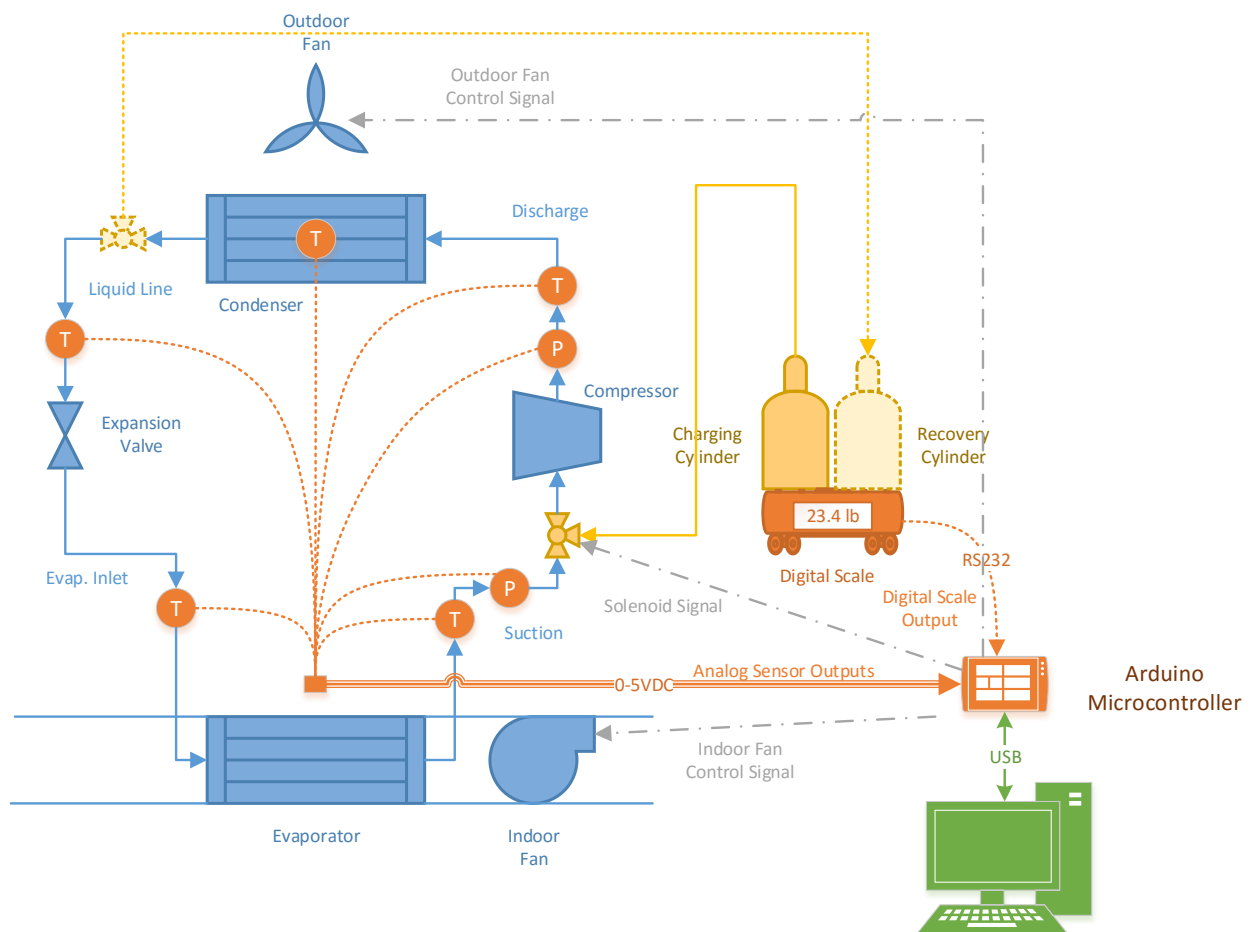 Outdoor
Fan
Outdoor Fan
Control Signal
Discharge
T
Liquid Line
Condenser
T
T
P
Compressor
Expansion
Valve
Charging
Cylinder
Recovery
Cylinder
23.4 lb
Digital Scale
RS232
Evap. Inlet
T
P
T
Solenoid Signal
Digital Scale
Output
Suction
Analog Sensor Outputs
0-5VDC
Arduino
Microcontroller
Indoor Fan
Control Signal
USB
Evaporator
Indoor
Fan